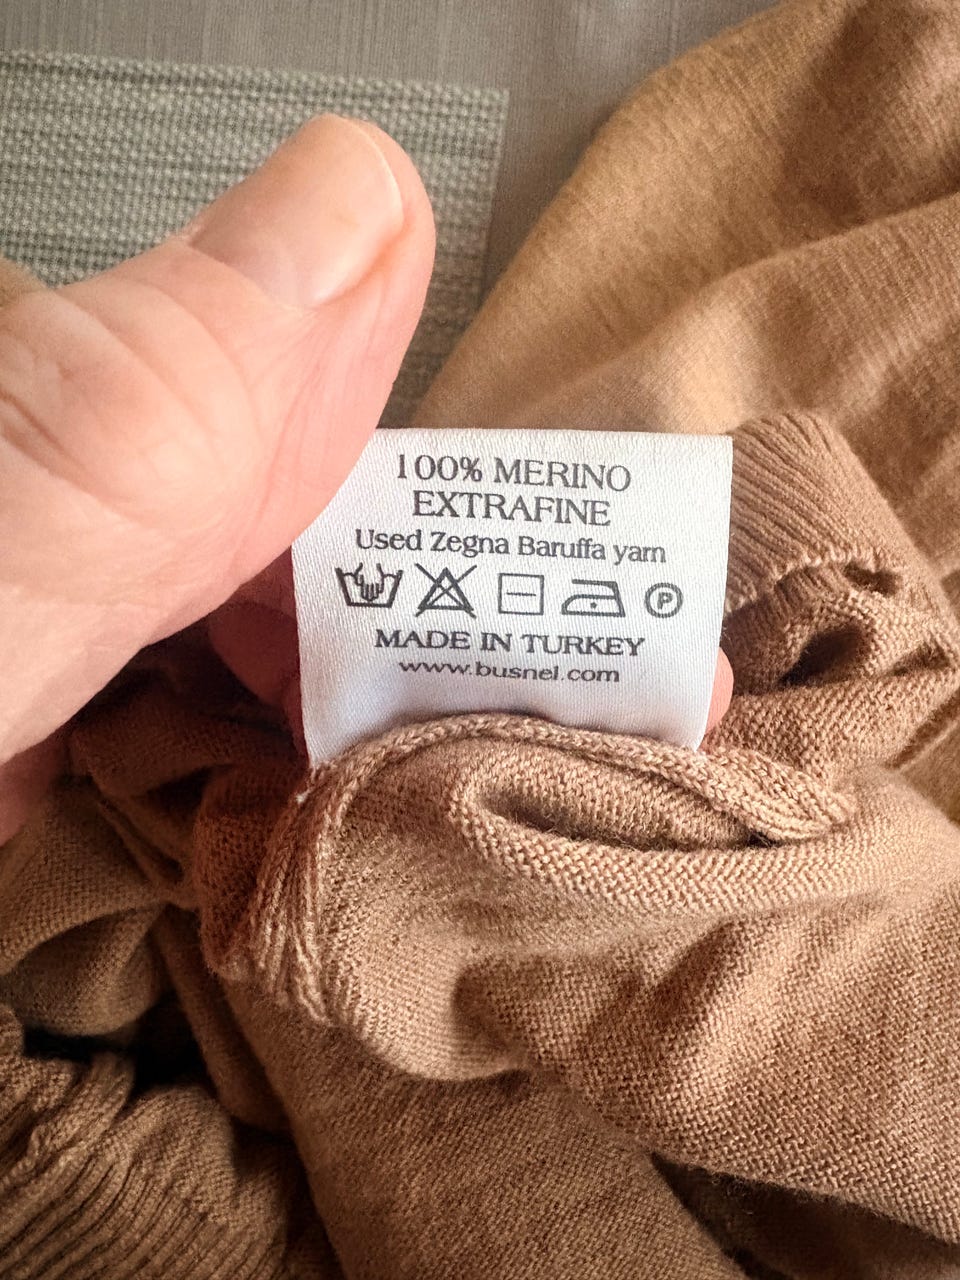 100% MERINO
EXTRAFINE
Used Zegna Baruffa yarn
P
MADE IN TURKEY
www.busnel.com